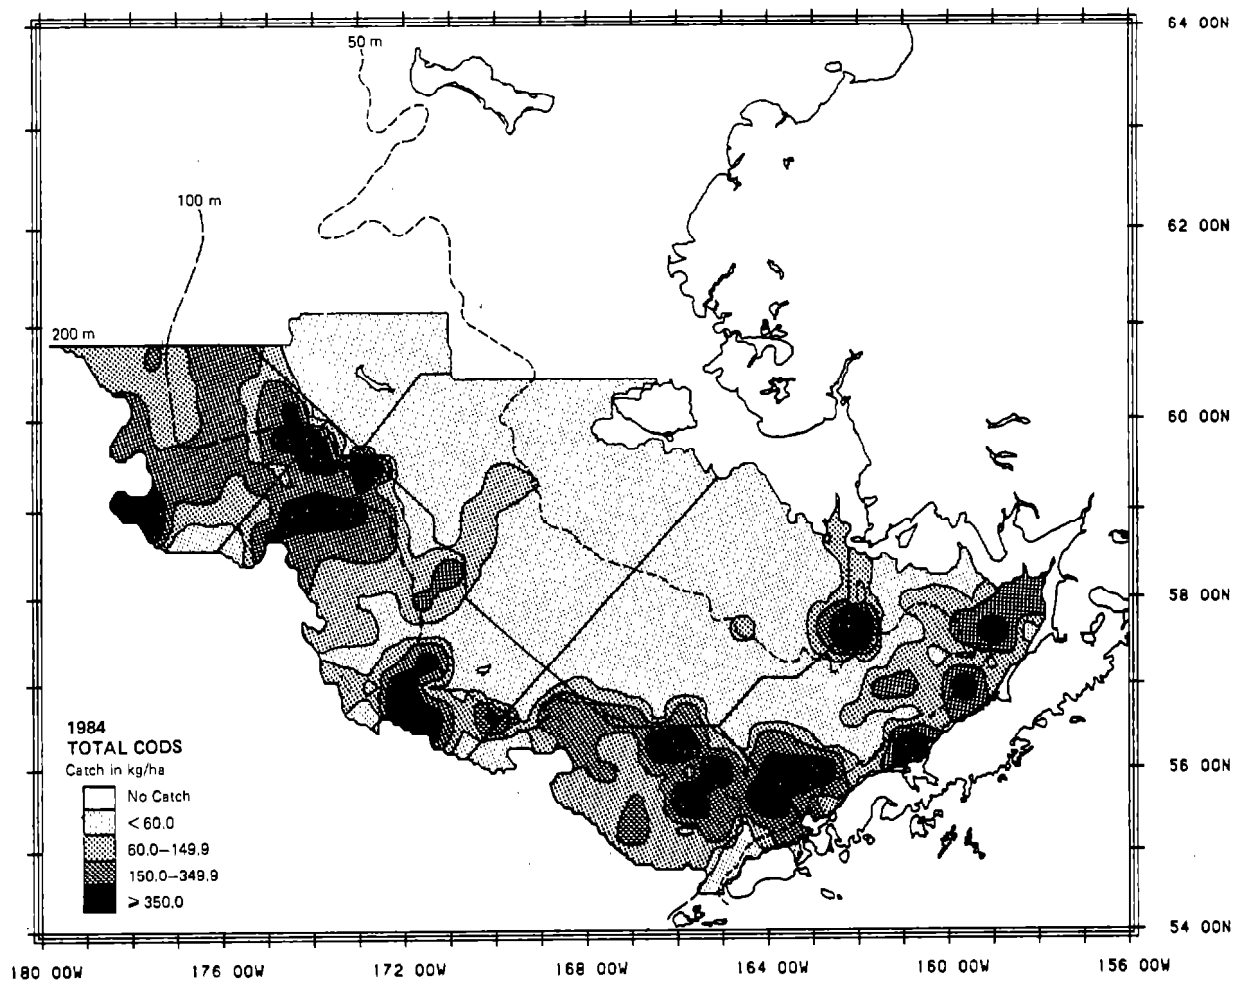 64 00N
50 m
100 m
62 00N
200 m
60 00N
58 00N
1984
TOTAL CODS
Catch in kg/ha
No Catch
<60.0
60.0-149.9
150.0-349.9
≥350.0
56 00N
54 00N
180 00W 176 00W 172 00W 168 00W 164 00W 160 00W 156 00W